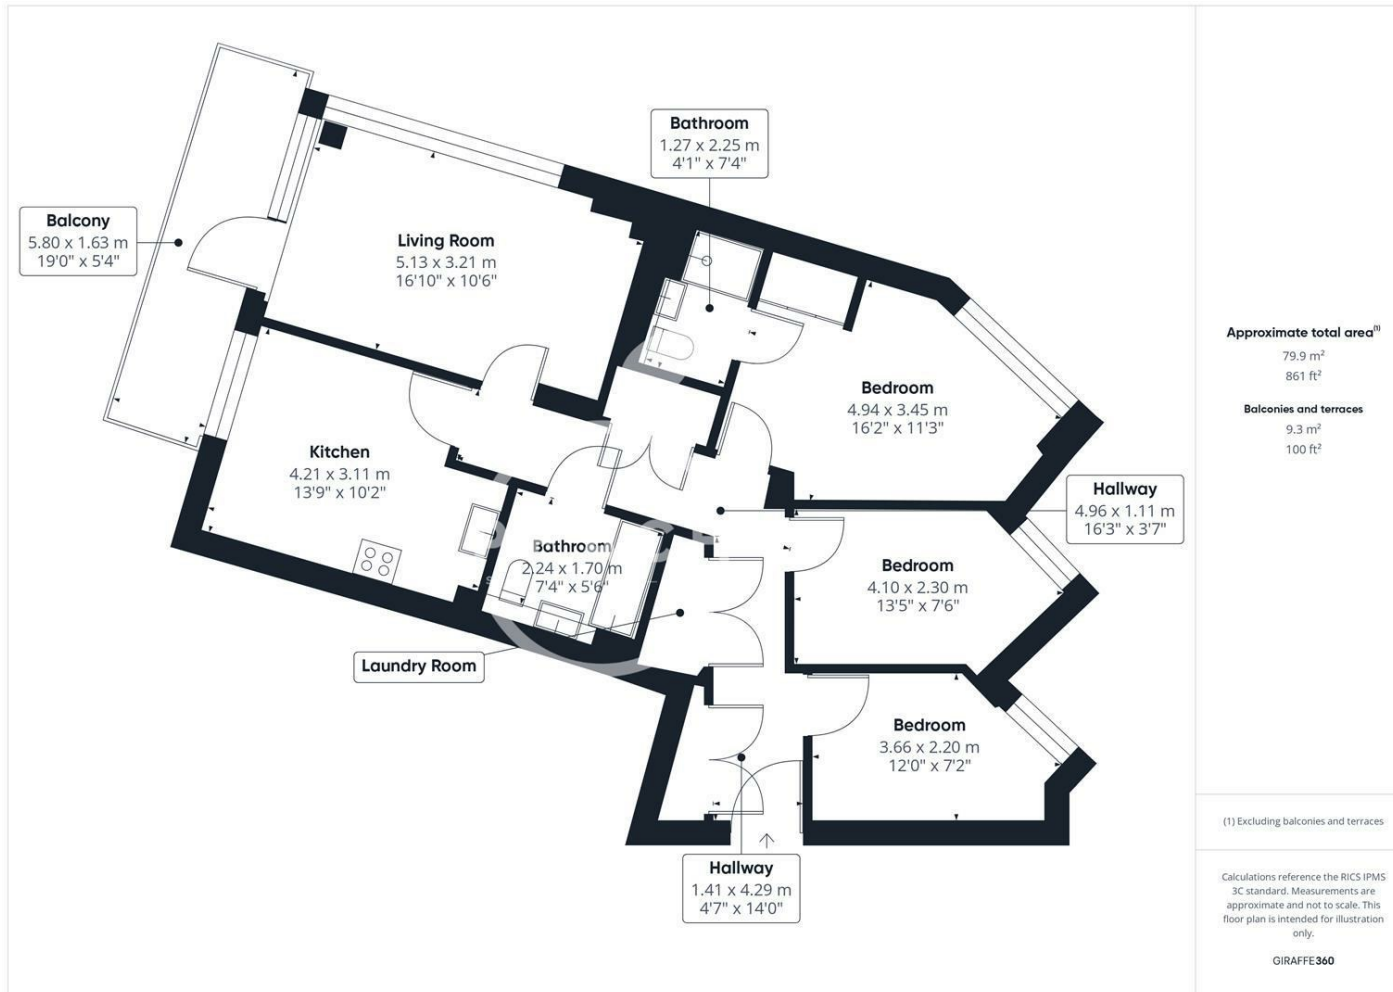 Bathroom
1.27 x 2.25 m
4'1" x 7'4"
Balcony
5.80 x 1.63 m
19'0" x 5'4"
Living Room
5.13 x 3.21 m
16'10" x 10'6"
Bedroom
4.94 x 3.45 m
16'2" x 11'3"
Kitchen
4.21 x 3.11 m
13'9" x 10'2"
Hallway
4.96 x 1.11 m
16'3" x 3'7"
Bathroom
2.24 x 1.70 m
7'4" x 5'6"
Bedroom
4.10 x 2.30 m
13'5" x 7'6"
Laundry Room
Bedroom
3.66 x 2.20 m
12'0" x 7'2"
Hallway
1.41 x 4.29 m
4'7" x 14'0"
Approximate total area(1)
79.9 m²
861 ft²
Balconies and terraces
9.3 m²
100 ft²
(1) Excluding balconies and terraces
Calculations reference the RICS IPMS
3C standard. Measurements are
approximate and not to scale. This
floor plan is intended for illustration
only.
GIRAFFE360